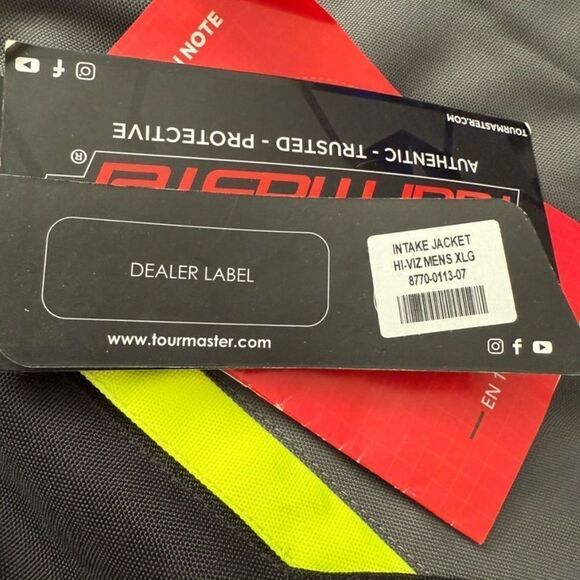 NOTE
TOURMASTER.COM
AUTHENTIC - TRUSTED - PROTECTIVE
®
DEALER LABEL
www.tourmaster.com
INTAKE JACKET
HI-VIZ MENS XLG
8770-0113-07
EN 1